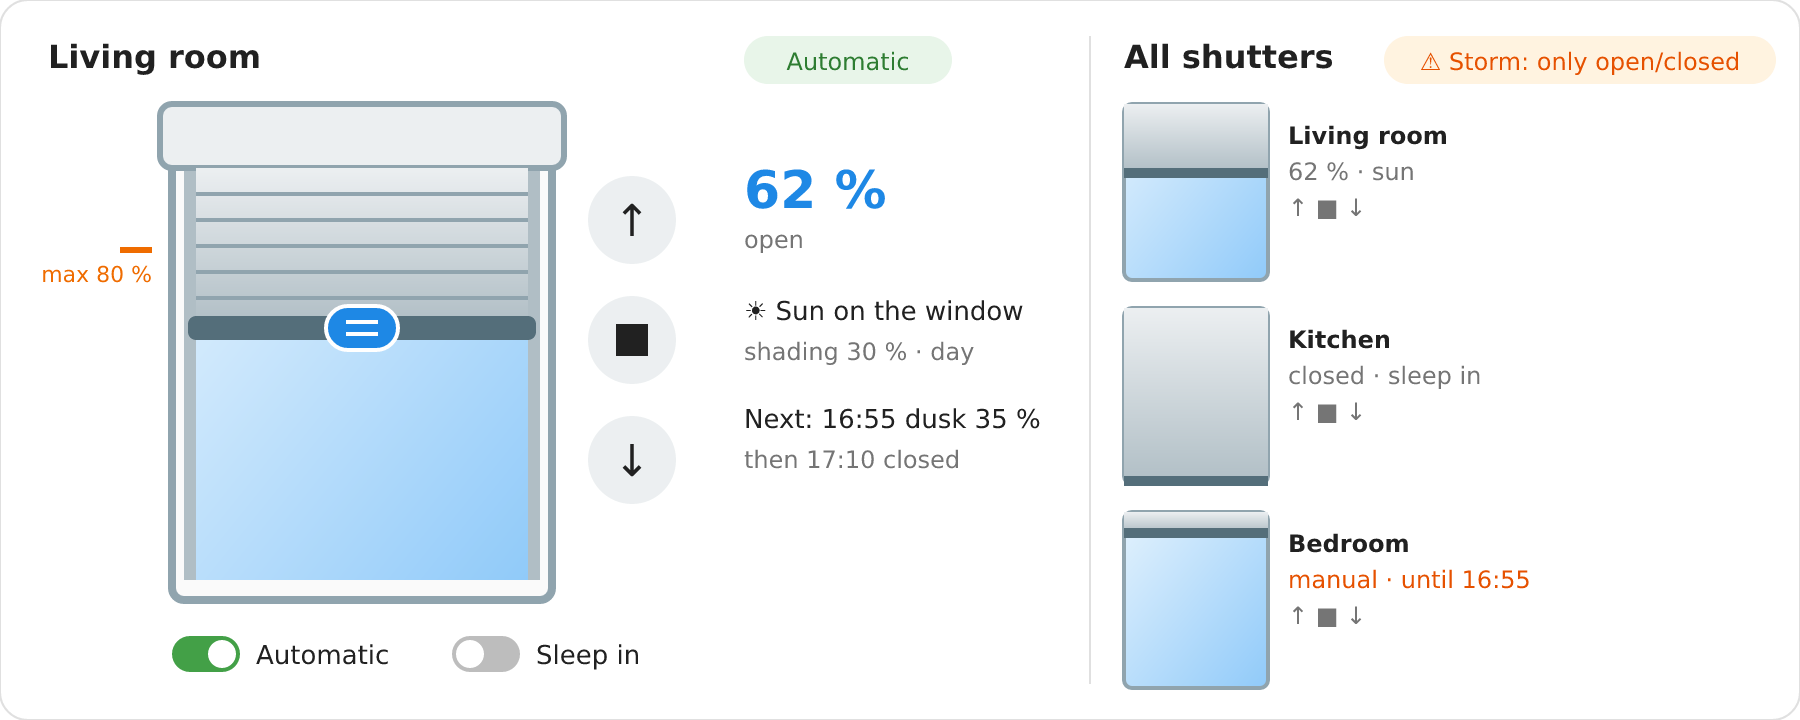 Living room
Automatic
max 80 %
↑
■
↓
62 %
open
☀ Sun on the window
shading 30 % · day
Next: 16:55 dusk 35 %
then 17:10 closed
Automatic
Sleep in
All shutters
⚠ Storm: only open/closed
Living room
62 % · sun
↑ ■ ↓
Kitchen
closed · sleep in
↑ ■ ↓
Bedroom
manual · until 16:55
↑ ■ ↓